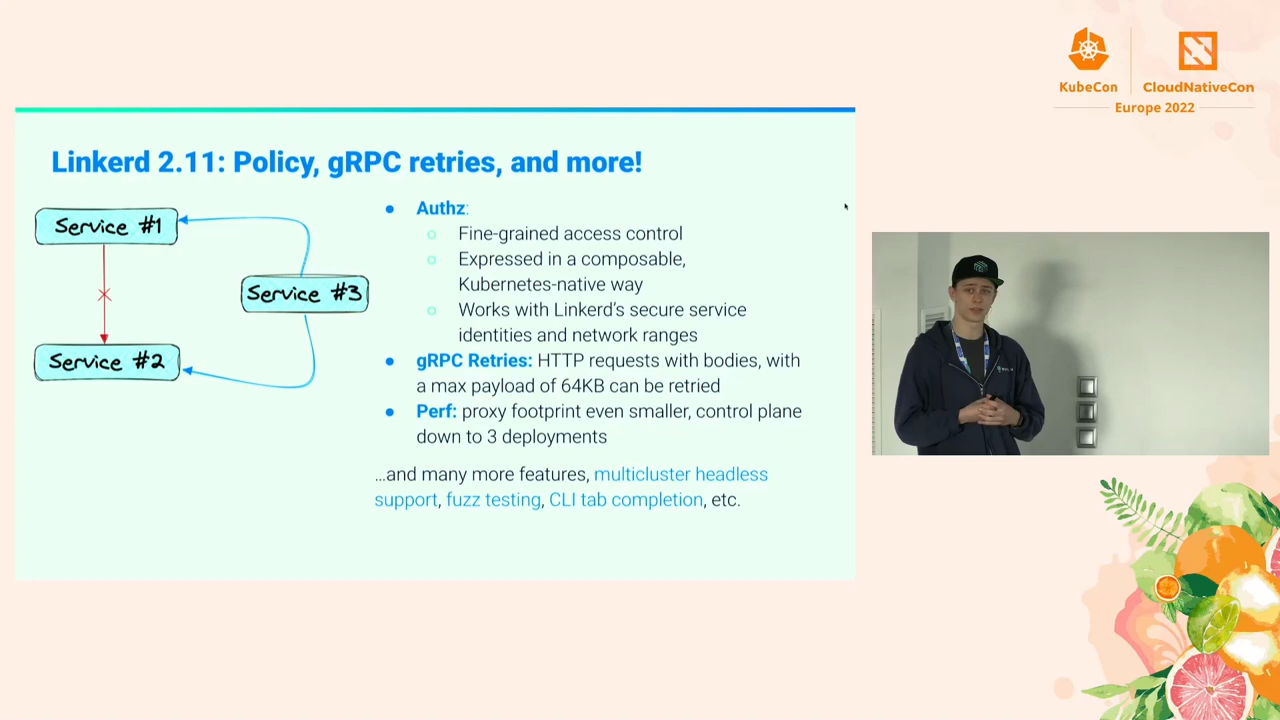 KubeCon
CloudNativeCon
Europe 2022
Linkerd 2.11: Policy, gRPC retries, and more!
Service #1
Service #3
Service #2
● Authz:
○ Fine-grained access control
○ Expressed in a composable,
Kubernetes-native way
○ Works with Linkerd's secure service
identities and network ranges
● gRPC Retries: HTTP requests with bodies, with
a max payload of 64KB can be retried
● Perf: proxy footprint even smaller, control plane
down to 3 deployments
...and many more features, multicluster headless
support, fuzz testing, CLI tab completion, etc.